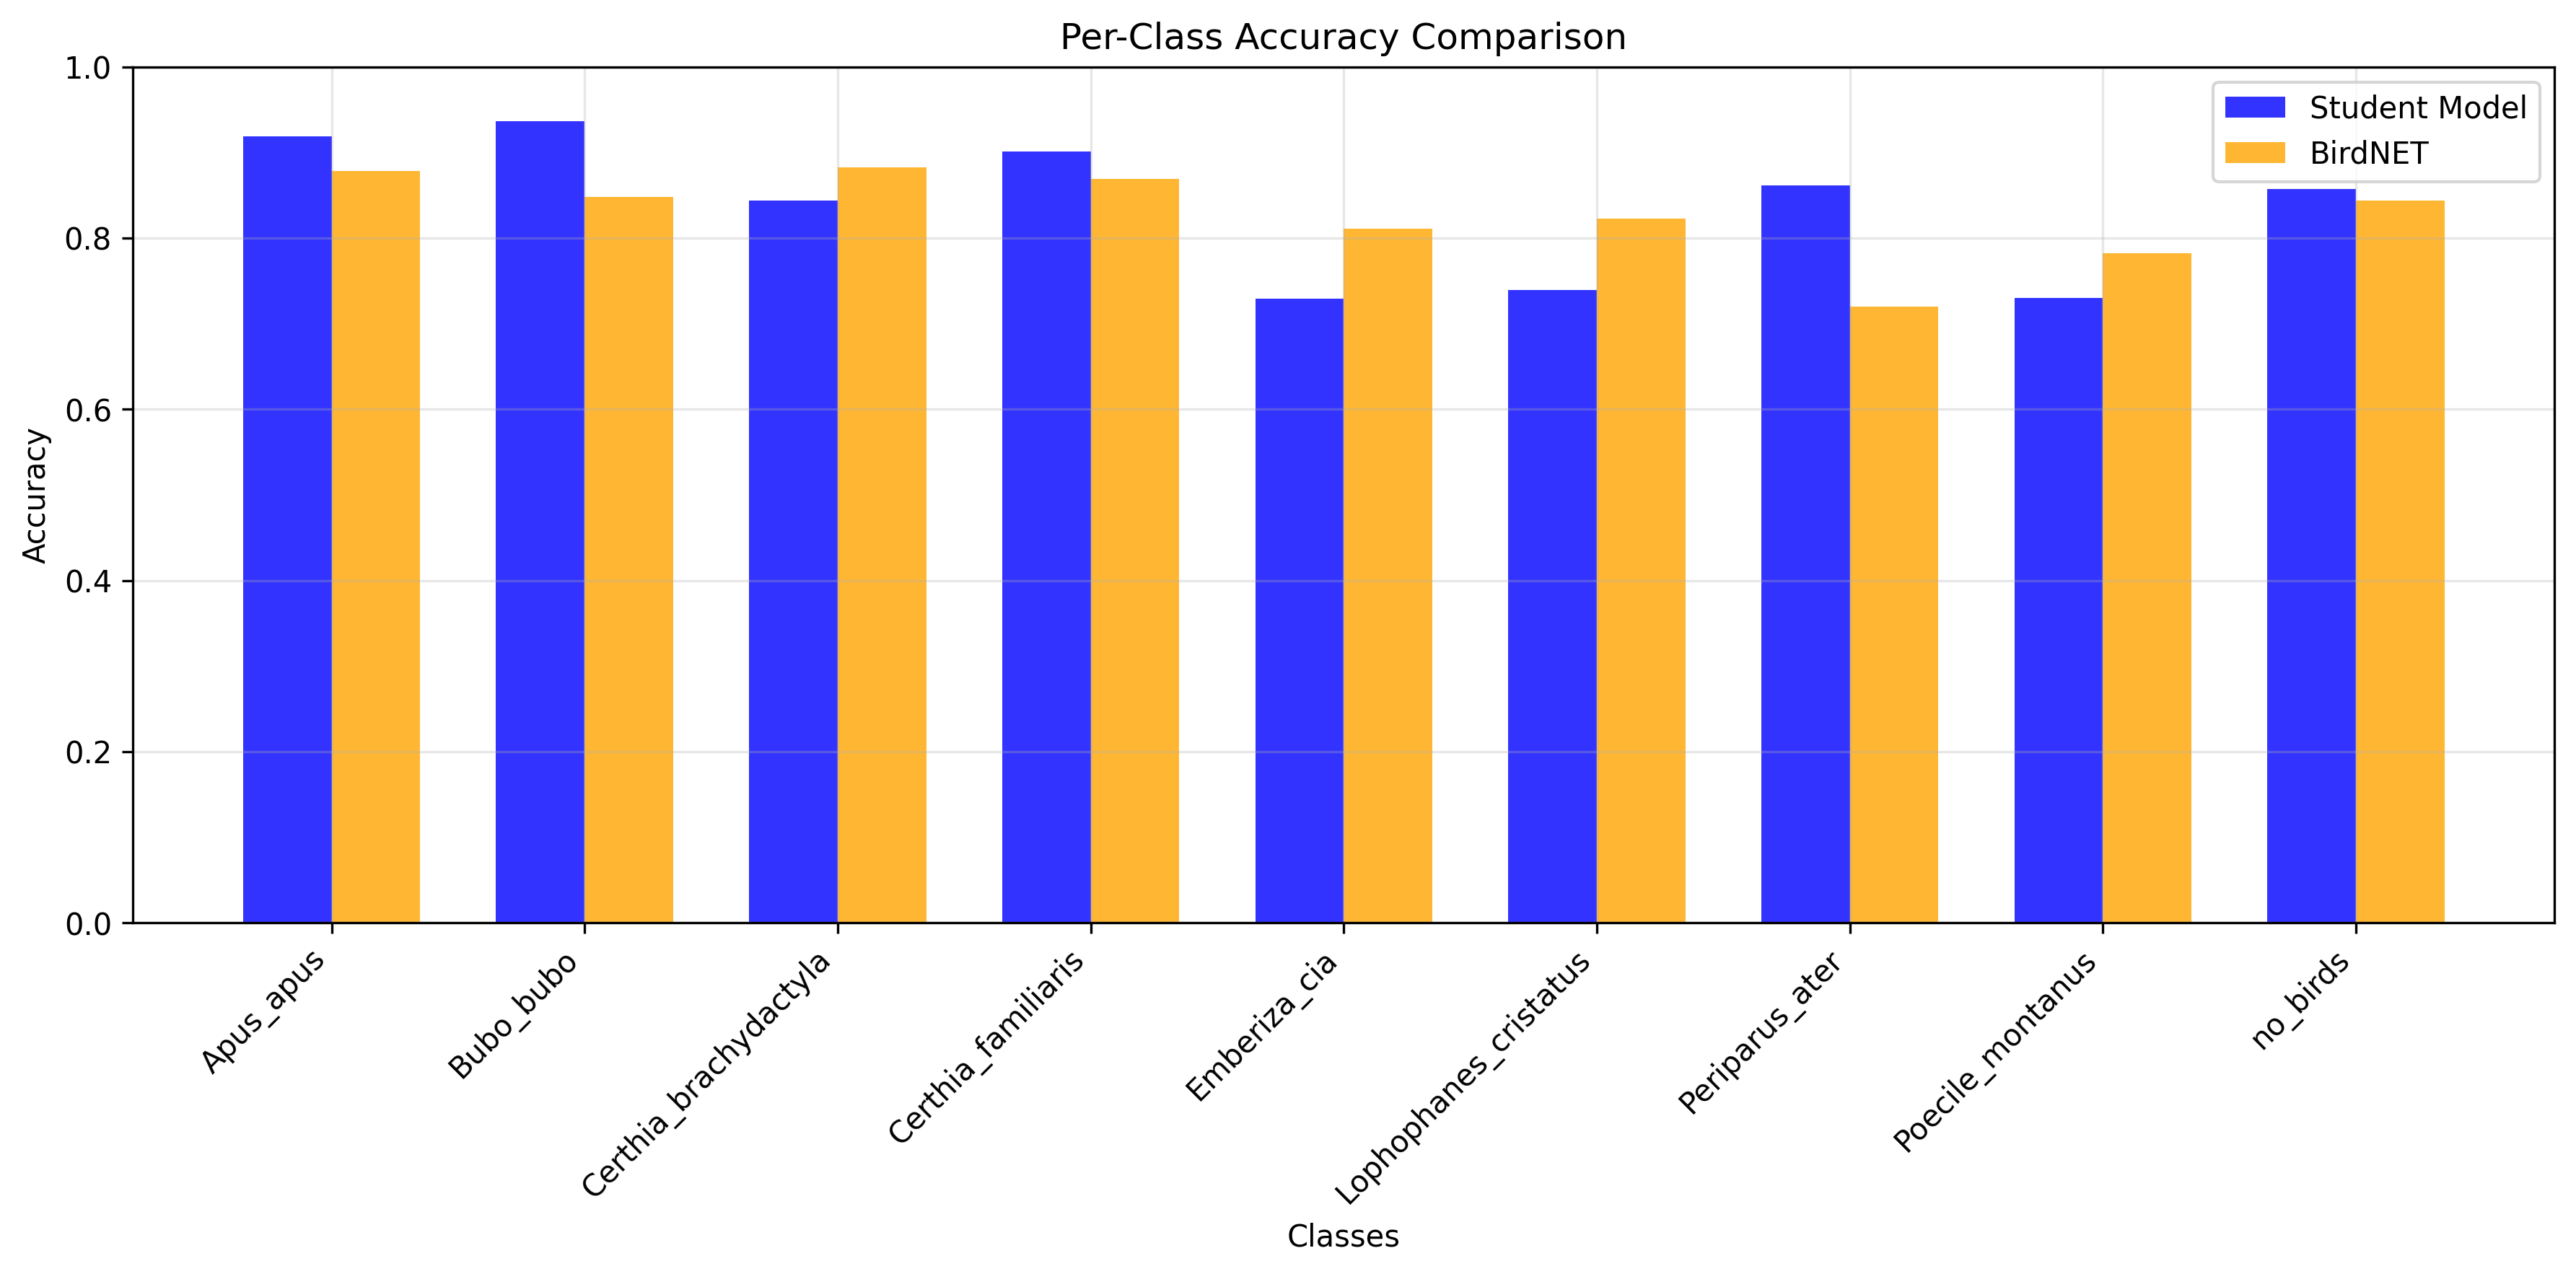 Per-Class Accuracy Comparison
Student Model
BirdNET
Accuracy
1.0
0.8
0.6
0.4
0.2
0.0
Apus_apus
Bubo_bubo
Certhia_brachydactyla
Certhia_familiaris
Emberiza_cia
Lophophanes_cristatus
Periparus_ater
Poecile_montanus
no_birds
Classes